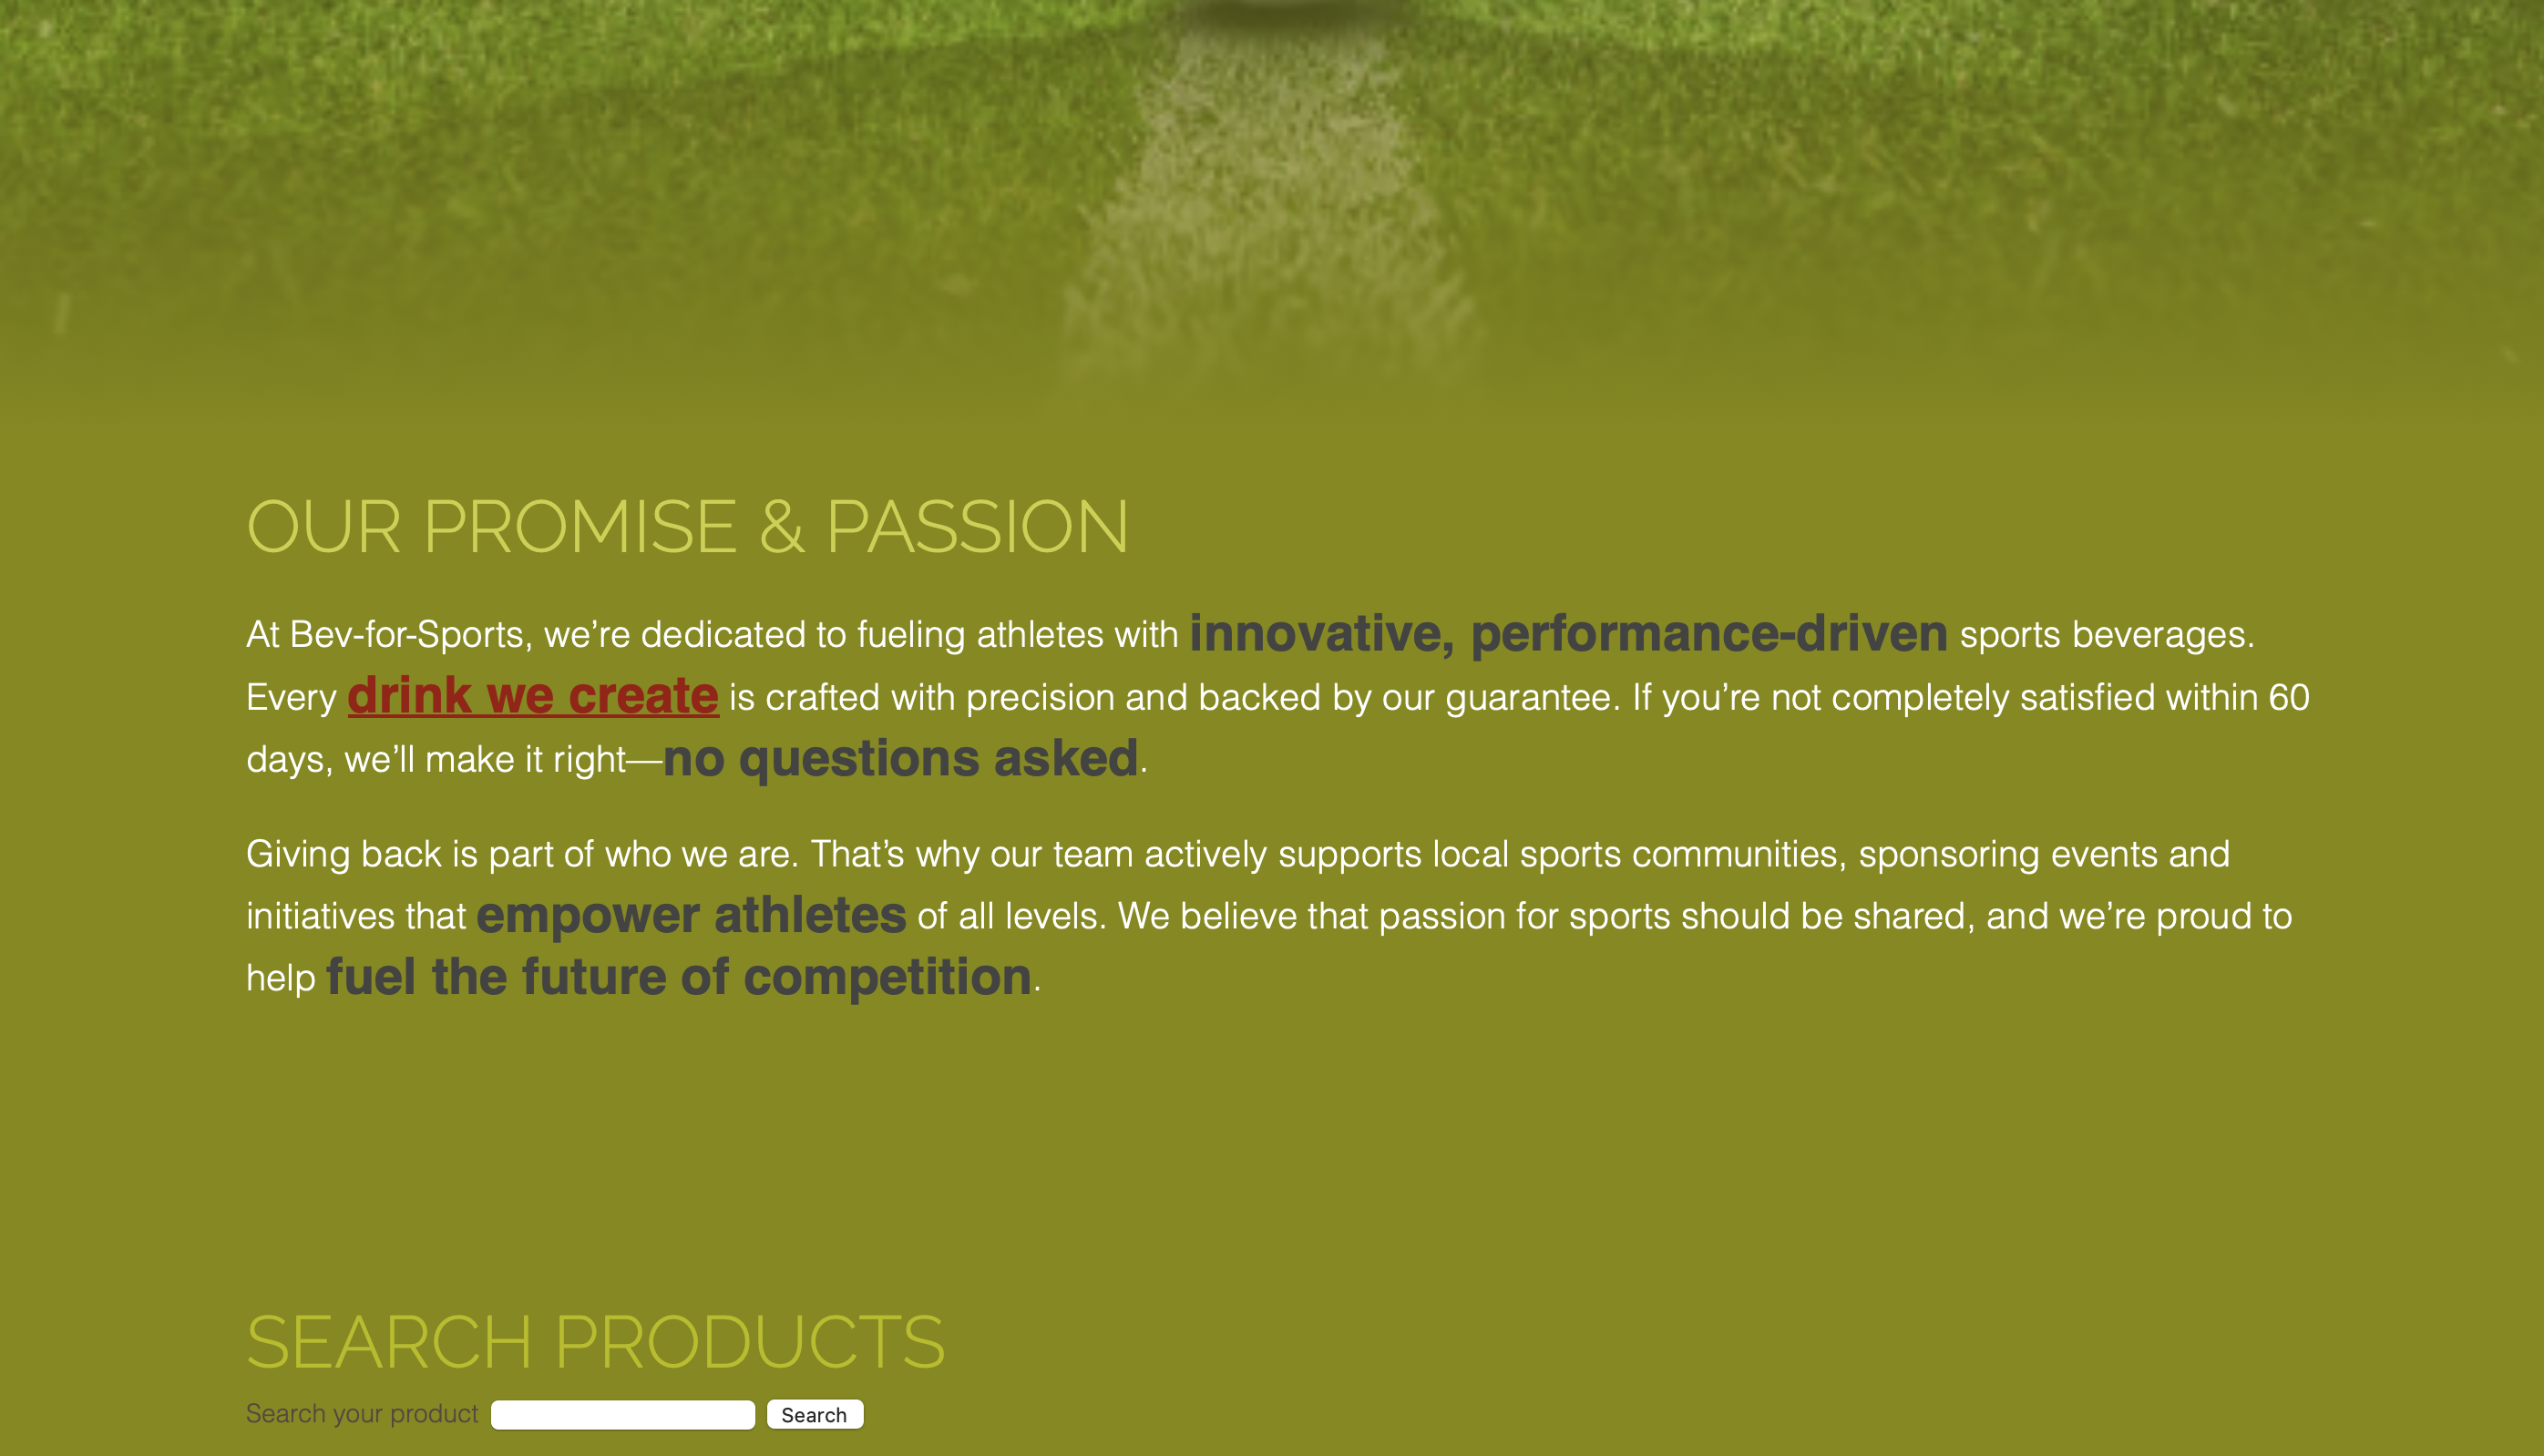 OUR PROMISE & PASSION
At Bev-for-Sports, we’re dedicated to fueling athletes with innovative, performance-driven sports beverages.
Every drink we create is crafted with precision and backed by our guarantee. If you’re not completely satisfied within 60
days, we’ll make it right—no questions asked.
Giving back is part of who we are. That’s why our team actively supports local sports communities, sponsoring events and
initiatives that empower athletes of all levels. We believe that passion for sports should be shared, and we’re proud to
help fuel the future of competition.
SEARCH PRODUCTS
Search your product Search